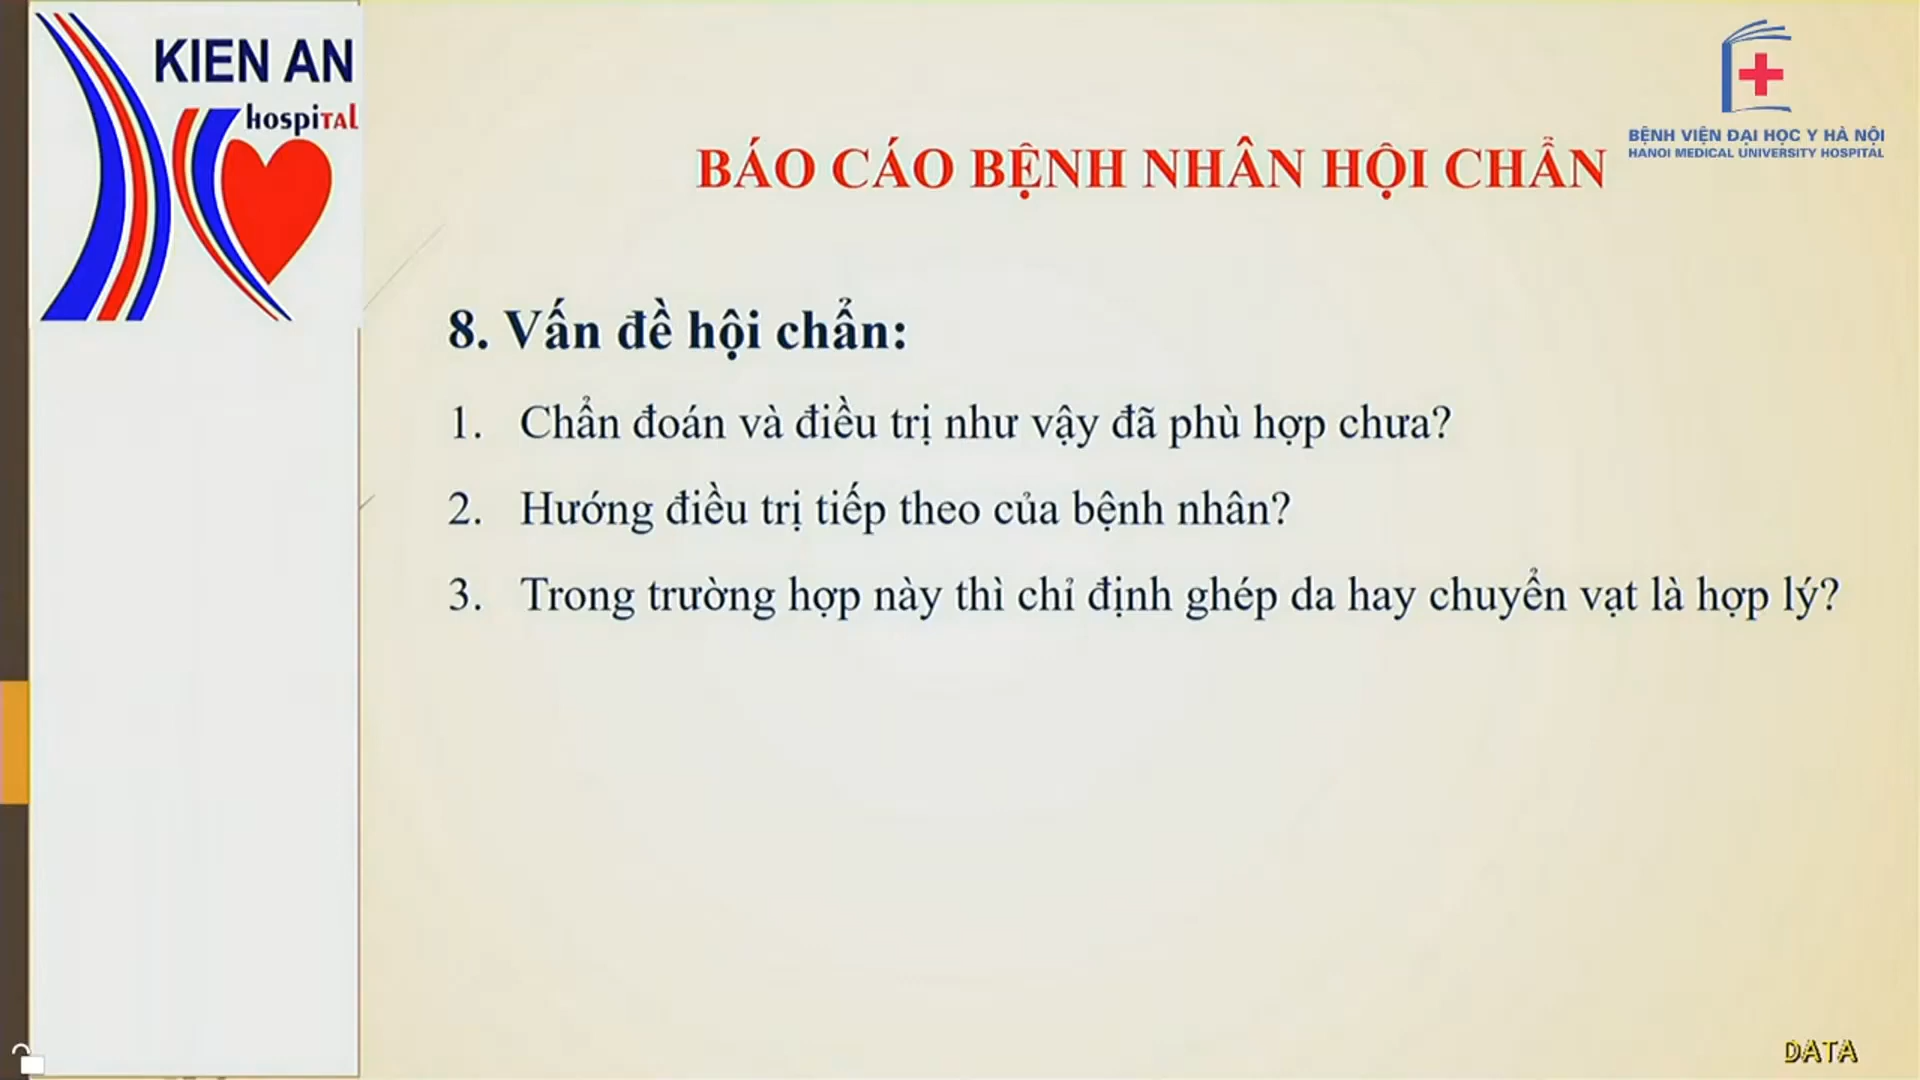 KIEN AN
hospiTAL
BỆNH VIỆN ĐẠI HỌC Y HÀ NỘI
HANOI MEDICAL UNIVERSITY HOSPITAL
BÁO CÁO BỆNH NHÂN HỘI CHẨN
8. Vấn đề hội chẩn:
1. Chẩn đoán và điều trị như vậy đã phù hợp chưa?
2. Hướng điều trị tiếp theo của bệnh nhân?
3. Trong trường hợp này thì chỉ định ghép da hay chuyển vạt là hợp lý?
DATA